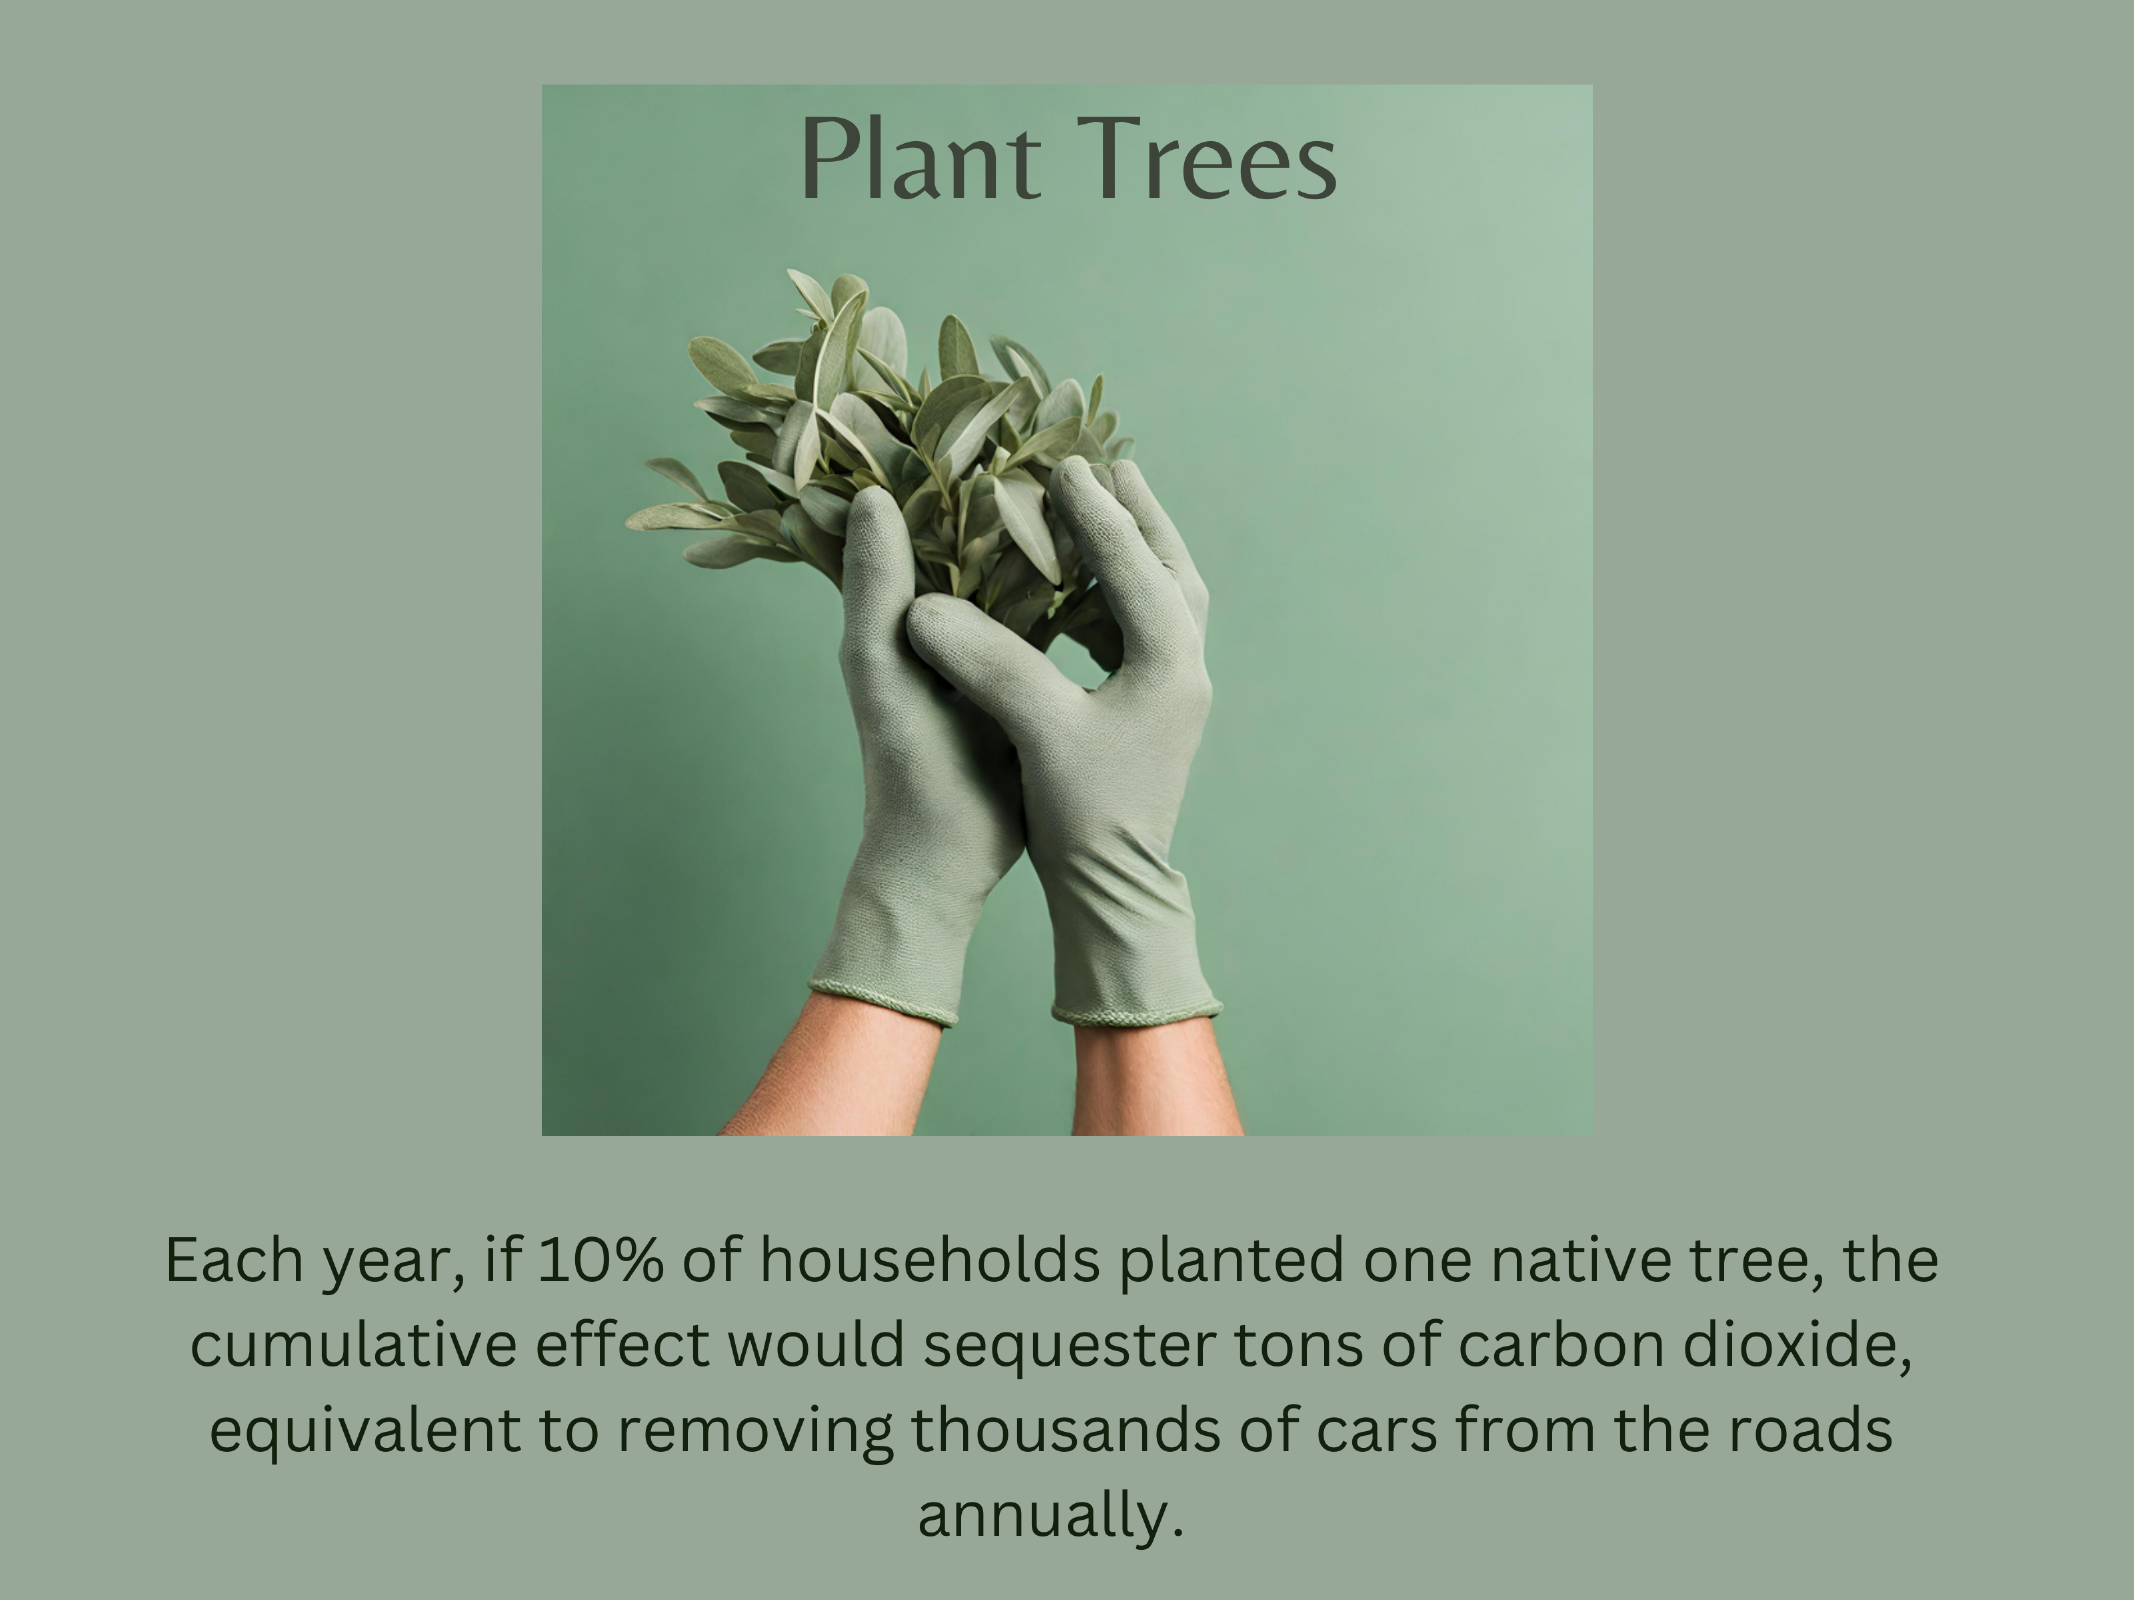 Plant Trees
Each year, if 10% of households planted one native tree, the
cumulative effect would sequester tons of carbon dioxide,
equivalent to removing thousands of cars from the roads
annually.